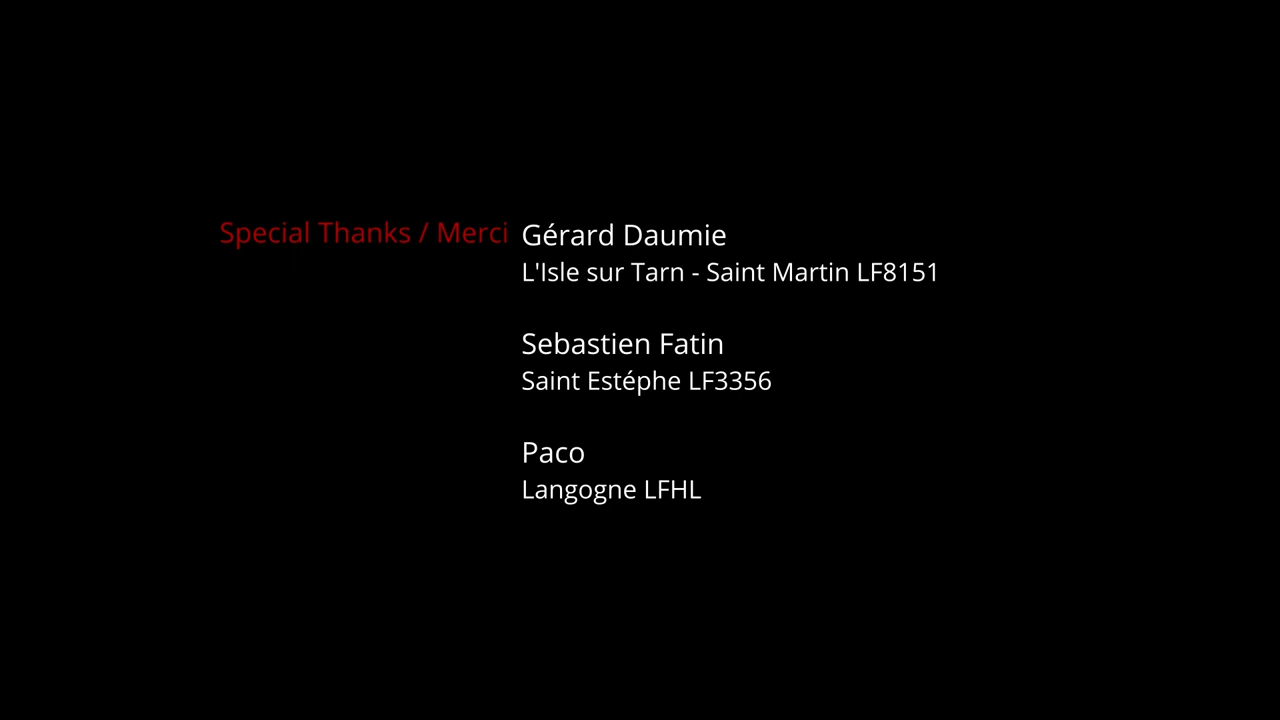 Special Thanks / Merci
Gérard Daumie
L'Isle sur Tarn - Saint Martin LF8151
Sebastien Fatin
Saint Estéphe LF3356
Paco
Langogne LFHL